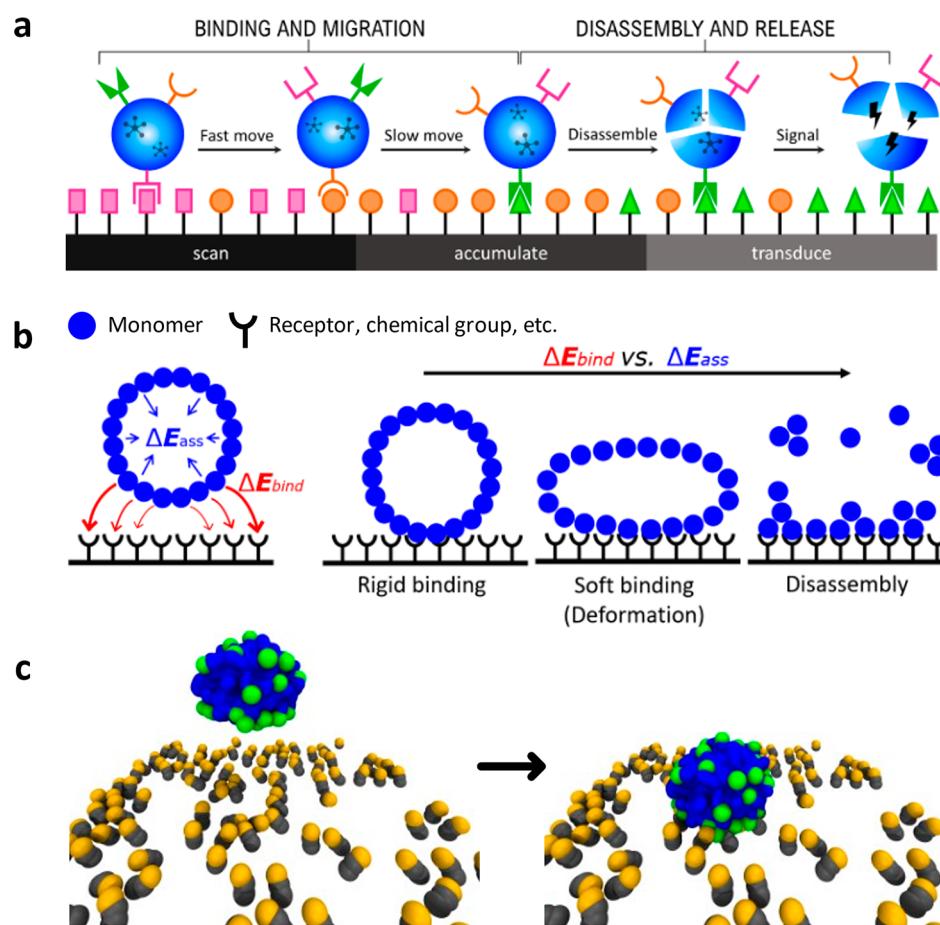 a
BINDING AND MIGRATION
DISASSEMBLY AND RELEASE
Fast move
Slow move
Disassemble
Signal
scan
accumulate
transduce
b
Monomer
Receptor, chemical group, etc.
ΔEbind vs. ΔEass
ΔEass
ΔEbind
Rigid binding
Soft binding
(Deformation)
Disassembly
c